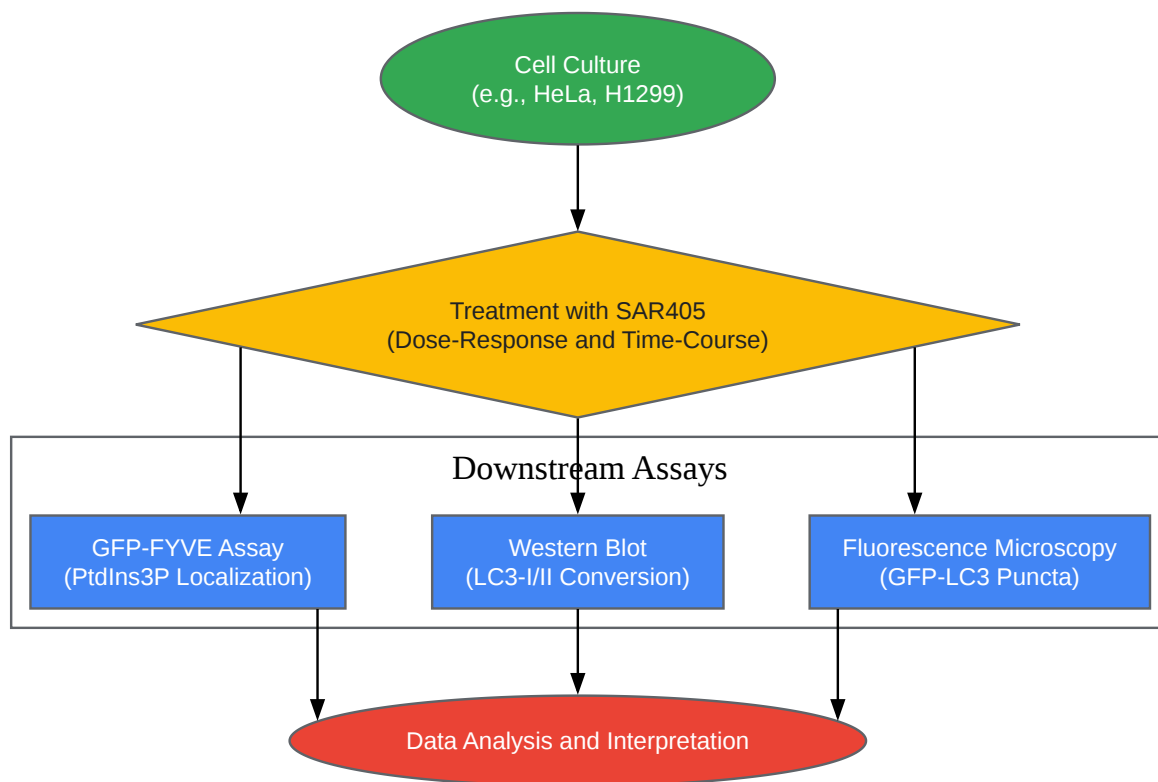 Cell Culture
(e.g., HeLa, H1299)
Treatment with SAR405
(Dose-Response and Time-Course)
Downstream Assays
GFP-FYVE Assay
(PtdIns3P Localization)
Western Blot
(LC3-I/II Conversion)
Fluorescence Microscopy
(GFP-LC3 Puncta)
Data Analysis and Interpretation